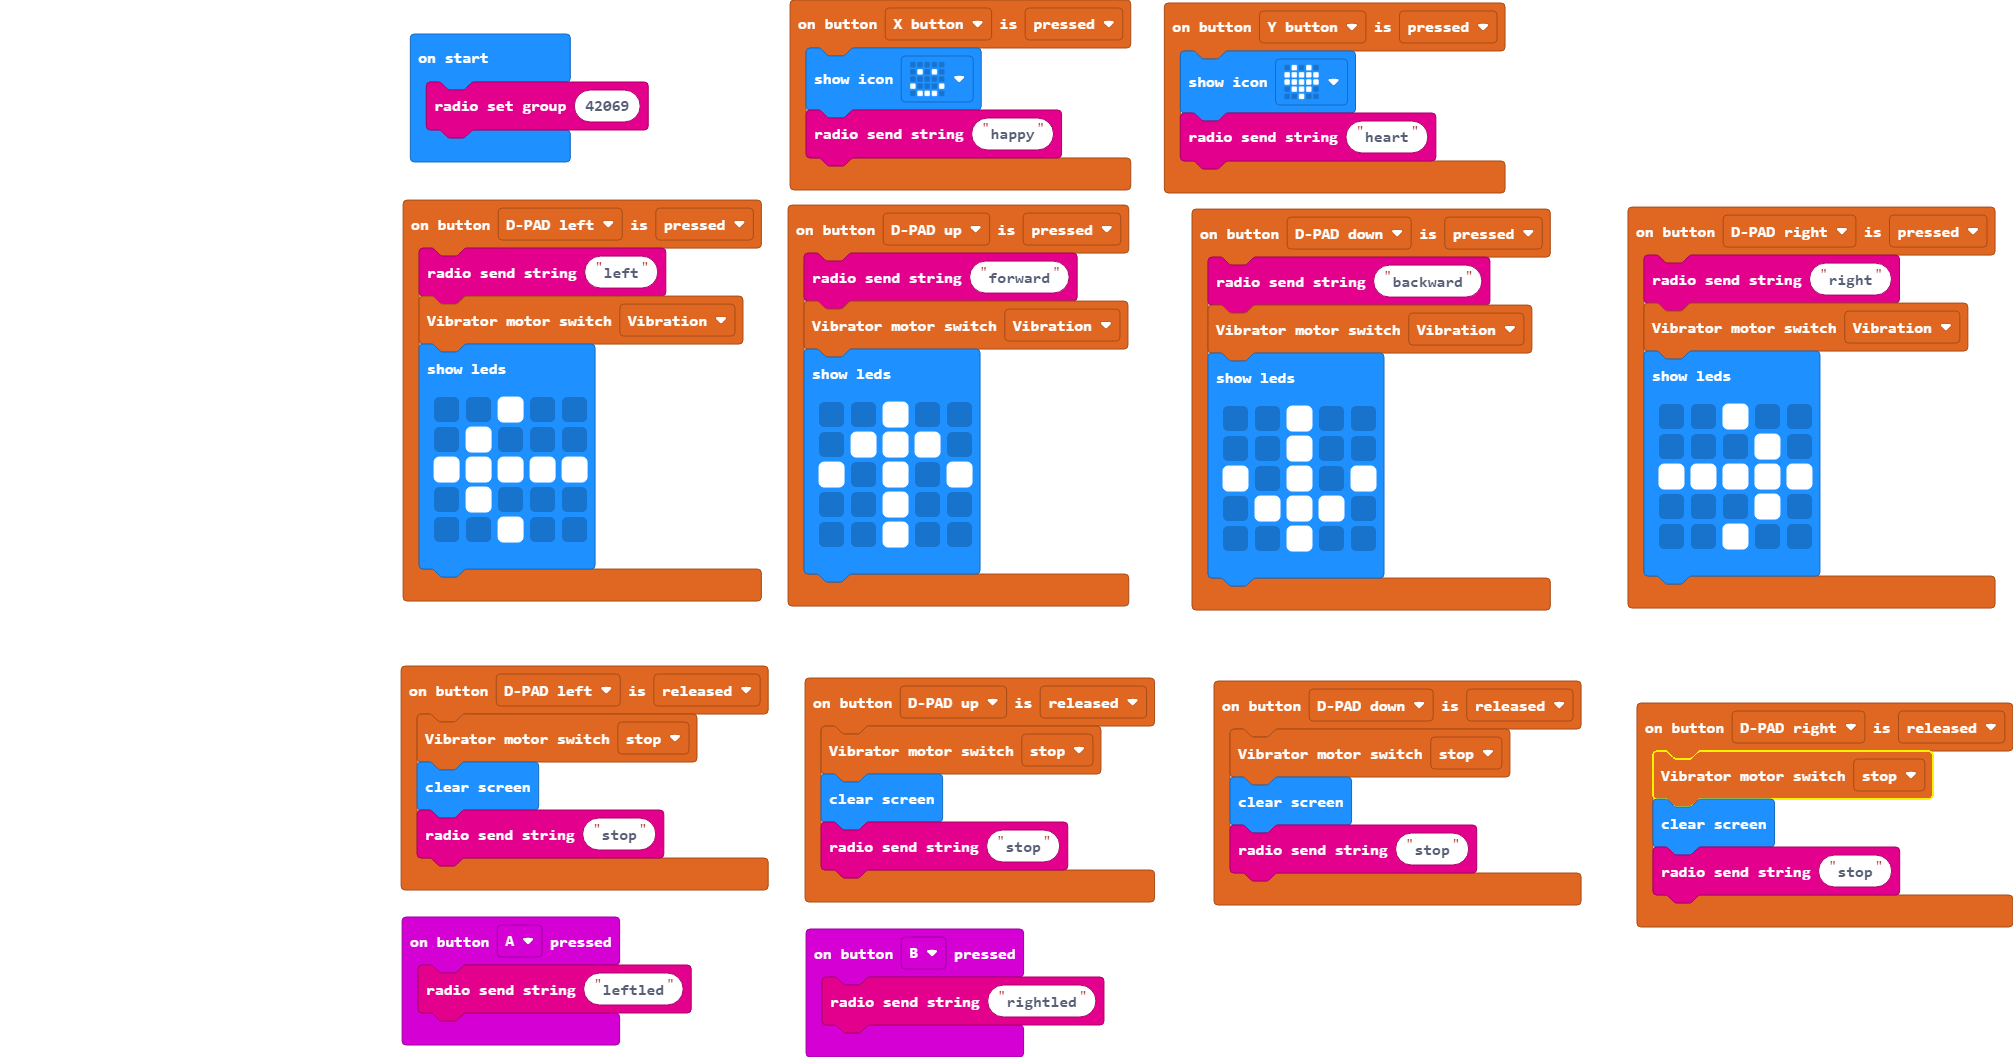 on start
radio set group 42069
on button X button is pressed
show icon
radio send string "happy"
on button Y button is pressed
show icon
radio send string "heart"
on button D-PAD left is pressed
radio send string "left"
Vibrator motor switch Vibration
show leds
on button D-PAD up is pressed
radio send string "forward"
Vibrator motor switch Vibration
show leds
on button D-PAD down is pressed
radio send string "backward"
Vibrator motor switch Vibration
show leds
on button D-PAD right is pressed
radio send string "right"
Vibrator motor switch Vibration
show leds
on button D-PAD left is released
Vibrator motor switch stop
clear screen
radio send string "stop"
on button D-PAD up is released
Vibrator motor switch stop
clear screen
radio send string "stop"
on button D-PAD down is released
Vibrator motor switch stop
clear screen
radio send string "stop"
on button D-PAD right is released
Vibrator motor switch stop
clear screen
radio send string "stop"
on button A pressed
radio send string "leftled"
on button B pressed
radio send string "rightled"